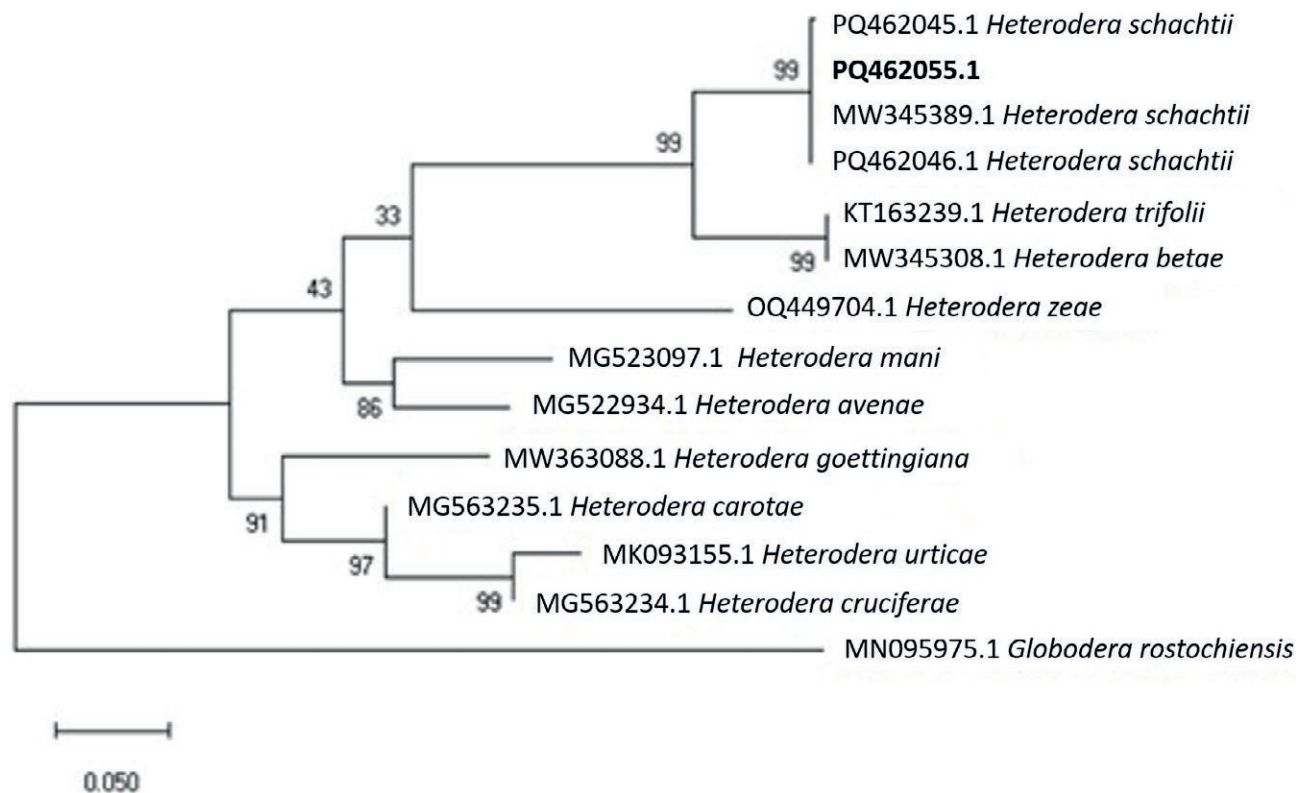 PQ462045.1 Heterodera schachtii
99
PQ462055.1
MW345389.1 Heterodera schachtii
99
PQ462046.1 Heterodera schachtii
KT163239.1 Heterodera trifolii
33
99
MW345308.1 Heterodera betae
43
OQ449704.1 Heterodera zeae
MG523097.1 Heterodera mani
86
MG522934.1 Heterodera avenae
MW363088.1 Heterodera goettingiana
91
MG563235.1 Heterodera carotae
97
MK093155.1 Heterodera urticae
99
MG563234.1 Heterodera cruciferae
MN095975.1 Globodera rostochiensis
0.050